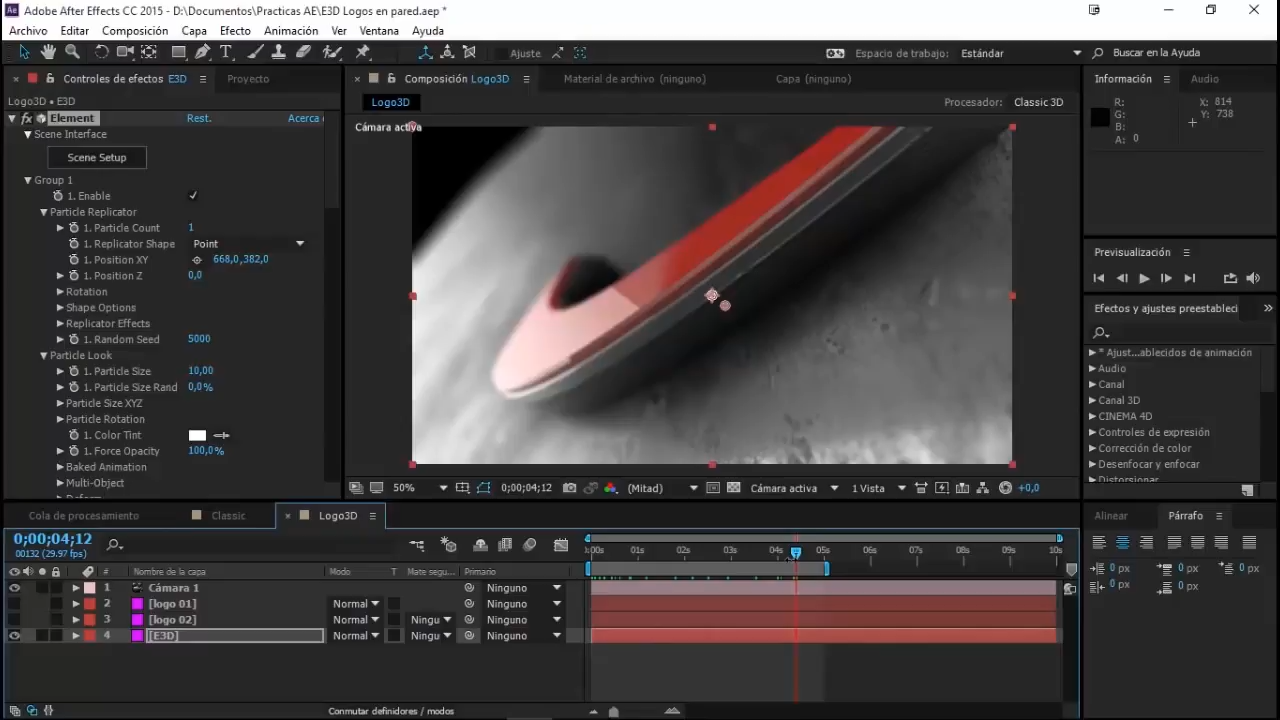 Adobe After Effects CC 2015 - D:\Documentos\Practicas AE\E3D Logos en pared.aep *
Archivo Editar Composición Capa Efecto Animación Ver Ventana Ayuda
Ajuste Espacio de trabajo: Estándar Buscar en la Ayuda
Controles de efectos E3D Proyecto
Logo3D • E3D
fx Element Rest. Acerca
Scene Interface
Scene Setup
Group 1
1. Enable
Particle Replicator
1. Particle Count 1
1. Replicator Shape Point
1. Position XY 668,0,382,0
1. Position Z 0,0
Rotation
Shape Options
Replicator Effects
1. Random Seed 5000
Particle Look
1. Particle Size 10,00
1. Particle Size Rand 0,0%
Particle Size XYZ
Particle Rotation
1. Color Tint
1. Force Opacity 100,0%
Baked Animation
Multi-Object
Deform
Composición Logo3D Material de archivo (ninguno) Capa (ninguno)
Logo3D Procesador: Classic 3D
Cámara activa
50% 0;00;04;12 (Mitad) Cámara activa 1 Vista +0,0
Información Audio
R: X: 814
G: Y: 738
B:
A: 0
Previsualización
Efectos y ajustes preestableci
* Ajust...ablecidos de animación
Audio
Canal
Canal 3D
CINEMA 4D
Controles de expresión
Corrección de color
Desenfocar y enfocar
Distorsionar
Cola de procesamiento Classic Logo3D
0;00;04;12
00132 (29.97 fps)
:00s 01s 02s 03s 04s 05s 06s 07s 08s 09s 10s
# Nombre de la capa Modo T Mate segu... Primario
1 Cámara 1 Ninguno
2 [logo 01] Normal Ninguno
3 [logo 02] Normal Ningu Ninguno
4 [E3D] Normal Ningu Ninguno
Conmutar definidores / modos
Alinear Párrafo
0 px 0 px 0 px
0 px 0 px